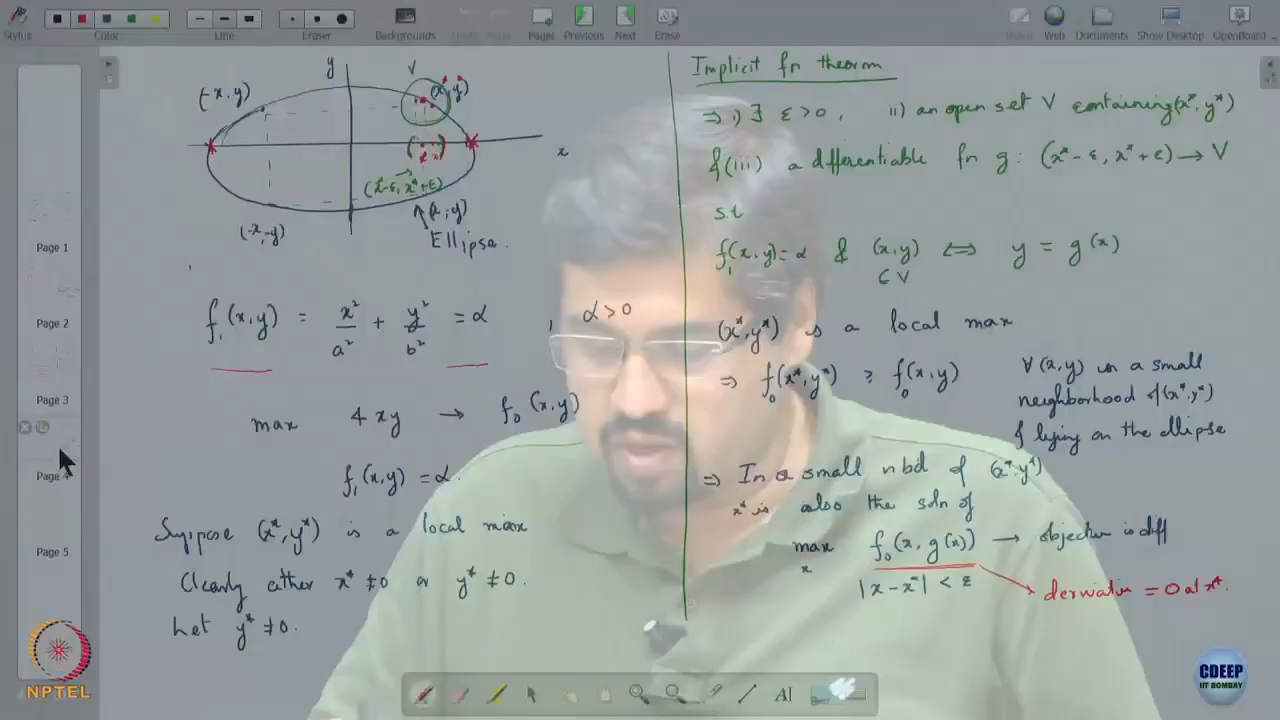 Stylus
Color
Line
Eraser
Backgrounds
Undo
Redo
Pages
Previous
Next
Erase
Web
Documents
Show Desktop
OpenBoard
Page 1
Page 2
Page 3
Page 4
Page 5
y
V
(-x, y)
(x*, y*)
x
(x*-ε, x*+ε)
(-x,-y)
(x,-y)
Ellipse.
f₁(x,y) = x²/a² + y²/b² = α , α>0
max 4xy → f₀(x,y)
f₁(x,y) = α.
Suppose (x*,y*) is a local max
Clearly either x* ≠0 or y* ≠0.
Let y* ≠0.
Implicit fn theorem
⇒ i) ∃ ε>0, ii) an open set V containing (x*, y*)
&(iii) a differentiable fn g: (x*-ε, x*+ε) → V
s.t
f₁(x,y)=α & (x,y) ∈ V ⟺ y = g(x)
(x*,y*) is a local max
⇒ f₀(x*,y*) ≥ f₀(x,y) ∀(x,y) in a small
neighborhood of (x*,y*)
& lying on the ellipse
⇒ In a small nbd of (x*,y*)
x* is also the soln of
max x f₀(x, g(x)) → objective is diff
|x-x*| < ε
derivative = 0 at x*.
NPTEL
CDEEP
IIT BOMBAY